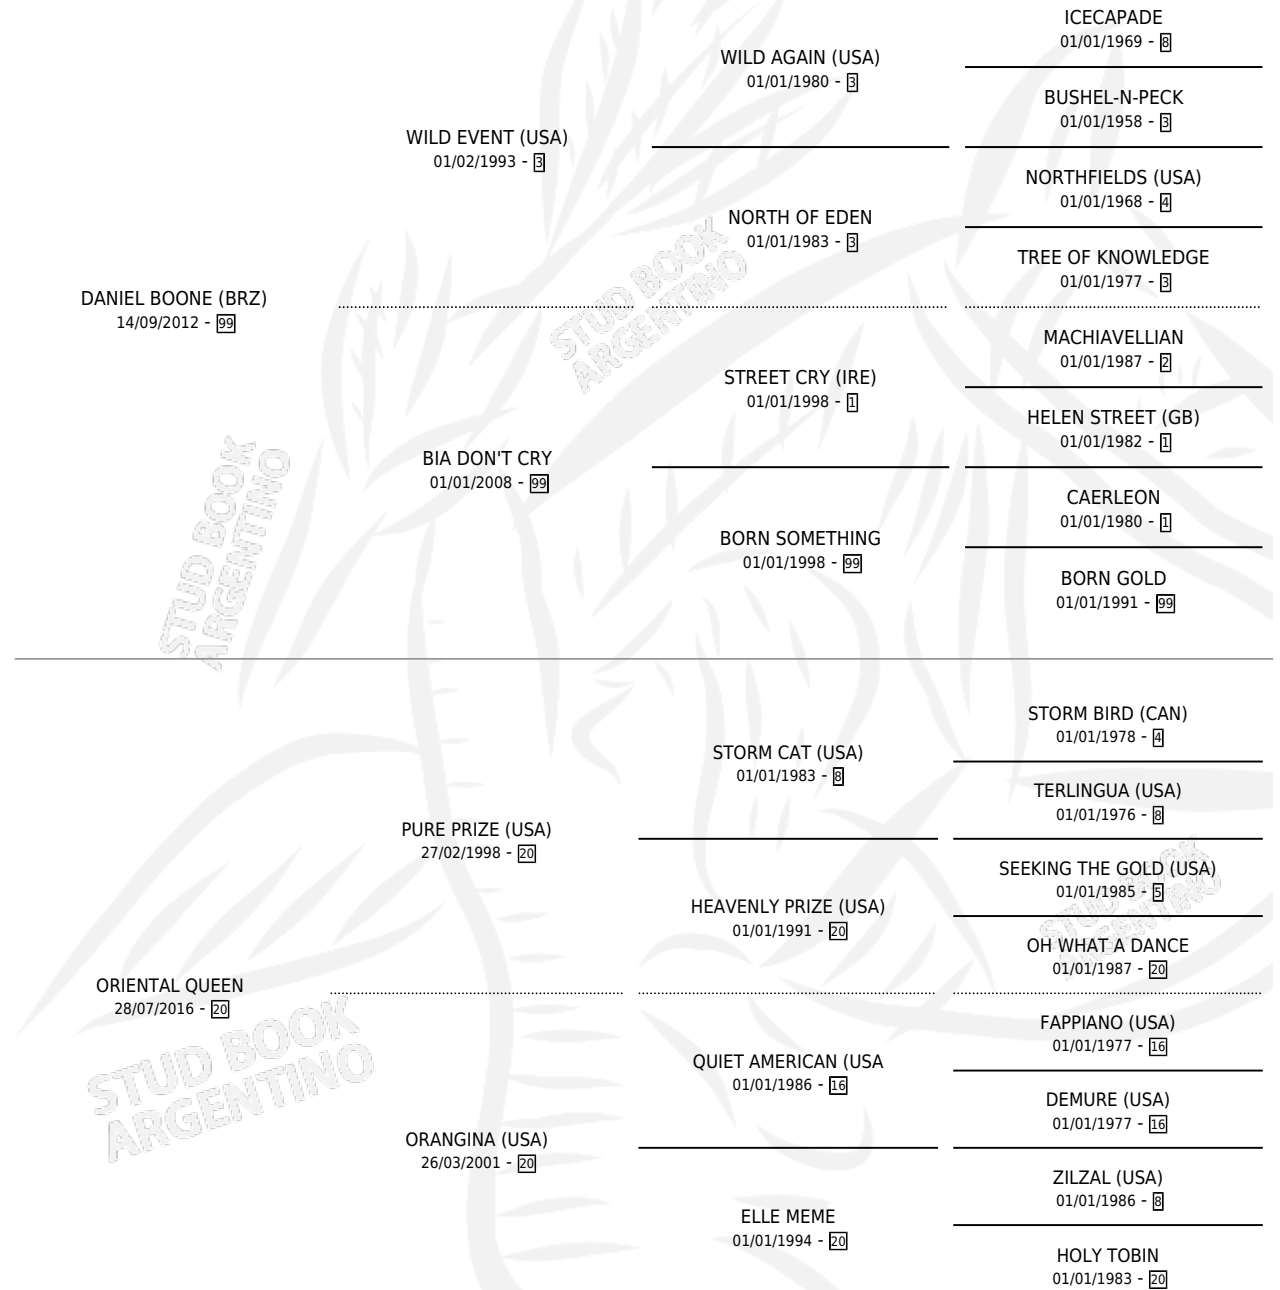 ICECAPADE
01/01/1969 - 8
WILD AGAIN (USA)
01/01/1980 - 3
BUSHEL-N-PECK
01/01/1958 - 3
WILD EVENT (USA)
01/02/1993 - 3
NORTHFIELDS (USA)
01/01/1968 - 4
NORTH OF EDEN
01/01/1983 - 3
TREE OF KNOWLEDGE
01/01/1977 - 3
DANIEL BOONE (BRZ)
14/09/2012 - 99
STUD BOOK
ARGENTINO
MACHIAVELLIAN
01/01/1987 - 2
STREET CRY (IRE)
01/01/1998 - 1
HELEN STREET (GB)
01/01/1982 - 1
BIA DON'T CRY
01/01/2008 - 99
CAERLEON
01/01/1980 - 1
BORN SOMETHING
01/01/1998 - 99
BORN GOLD
01/01/1991 - 99
STUD BOOK
ARGENTINO
STORM BIRD (CAN)
01/01/1978 - 4
STORM CAT (USA)
01/01/1983 - 8
TERLINGUA (USA)
01/01/1976 - 8
PURE PRIZE (USA)
27/02/1998 - 20
SEEKING THE GOLD (USA)
01/01/1985 - 5
HEAVENLY PRIZE (USA)
01/01/1991 - 20
STUD BOOK
ARGENTINO
OH WHAT A DANCE
01/01/1987 - 20
ORIENTAL QUEEN
28/07/2016 - 20
STUD BOOK
ARGENTINO
FAPPIANO (USA)
01/01/1977 - 16
QUIET AMERICAN (USA
01/01/1986 - 16
DEMURE (USA)
01/01/1977 - 16
ORANGINA (USA)
26/03/2001 - 20
ZILZAL (USA)
01/01/1986 - 8
ELLE MEME
01/01/1994 - 20
HOLY TOBIN
01/01/1983 - 20